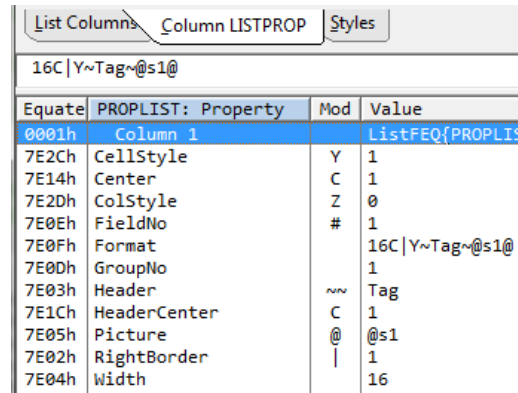 List Columns Column LISTPROP Styles
16C|Y~Tag~@s1@
Equate PROPLIST: Property Mod Value
0001h Column 1 ListFEQ{PROPLIS
7E2Ch CellStyle Y 1
7E14h Center C 1
7E2Dh ColStyle Z 0
7E0Eh FieldNo # 1
7E0Fh Format 16C|Y~Tag~@s1@
7E0Dh GroupNo 1
7E03h Header ~~ Tag
7E1Ch HeaderCenter C 1
7E05h Picture @ @s1
7E02h RightBorder | 1
7E04h Width 16